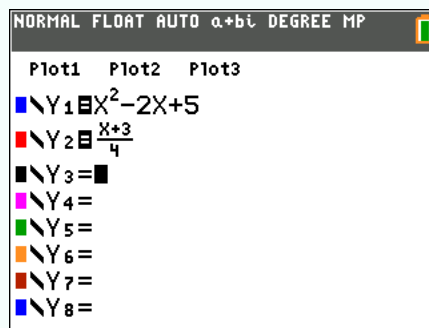 NORMAL FLOAT AUTO a+bi DEGREE MP
Plot1 Plot2 Plot3
\Y1=X²-2X+5
\Y2=X+3/4
\Y3=
\Y4=
\Y5=
\Y6=
\Y7=
\Y8=